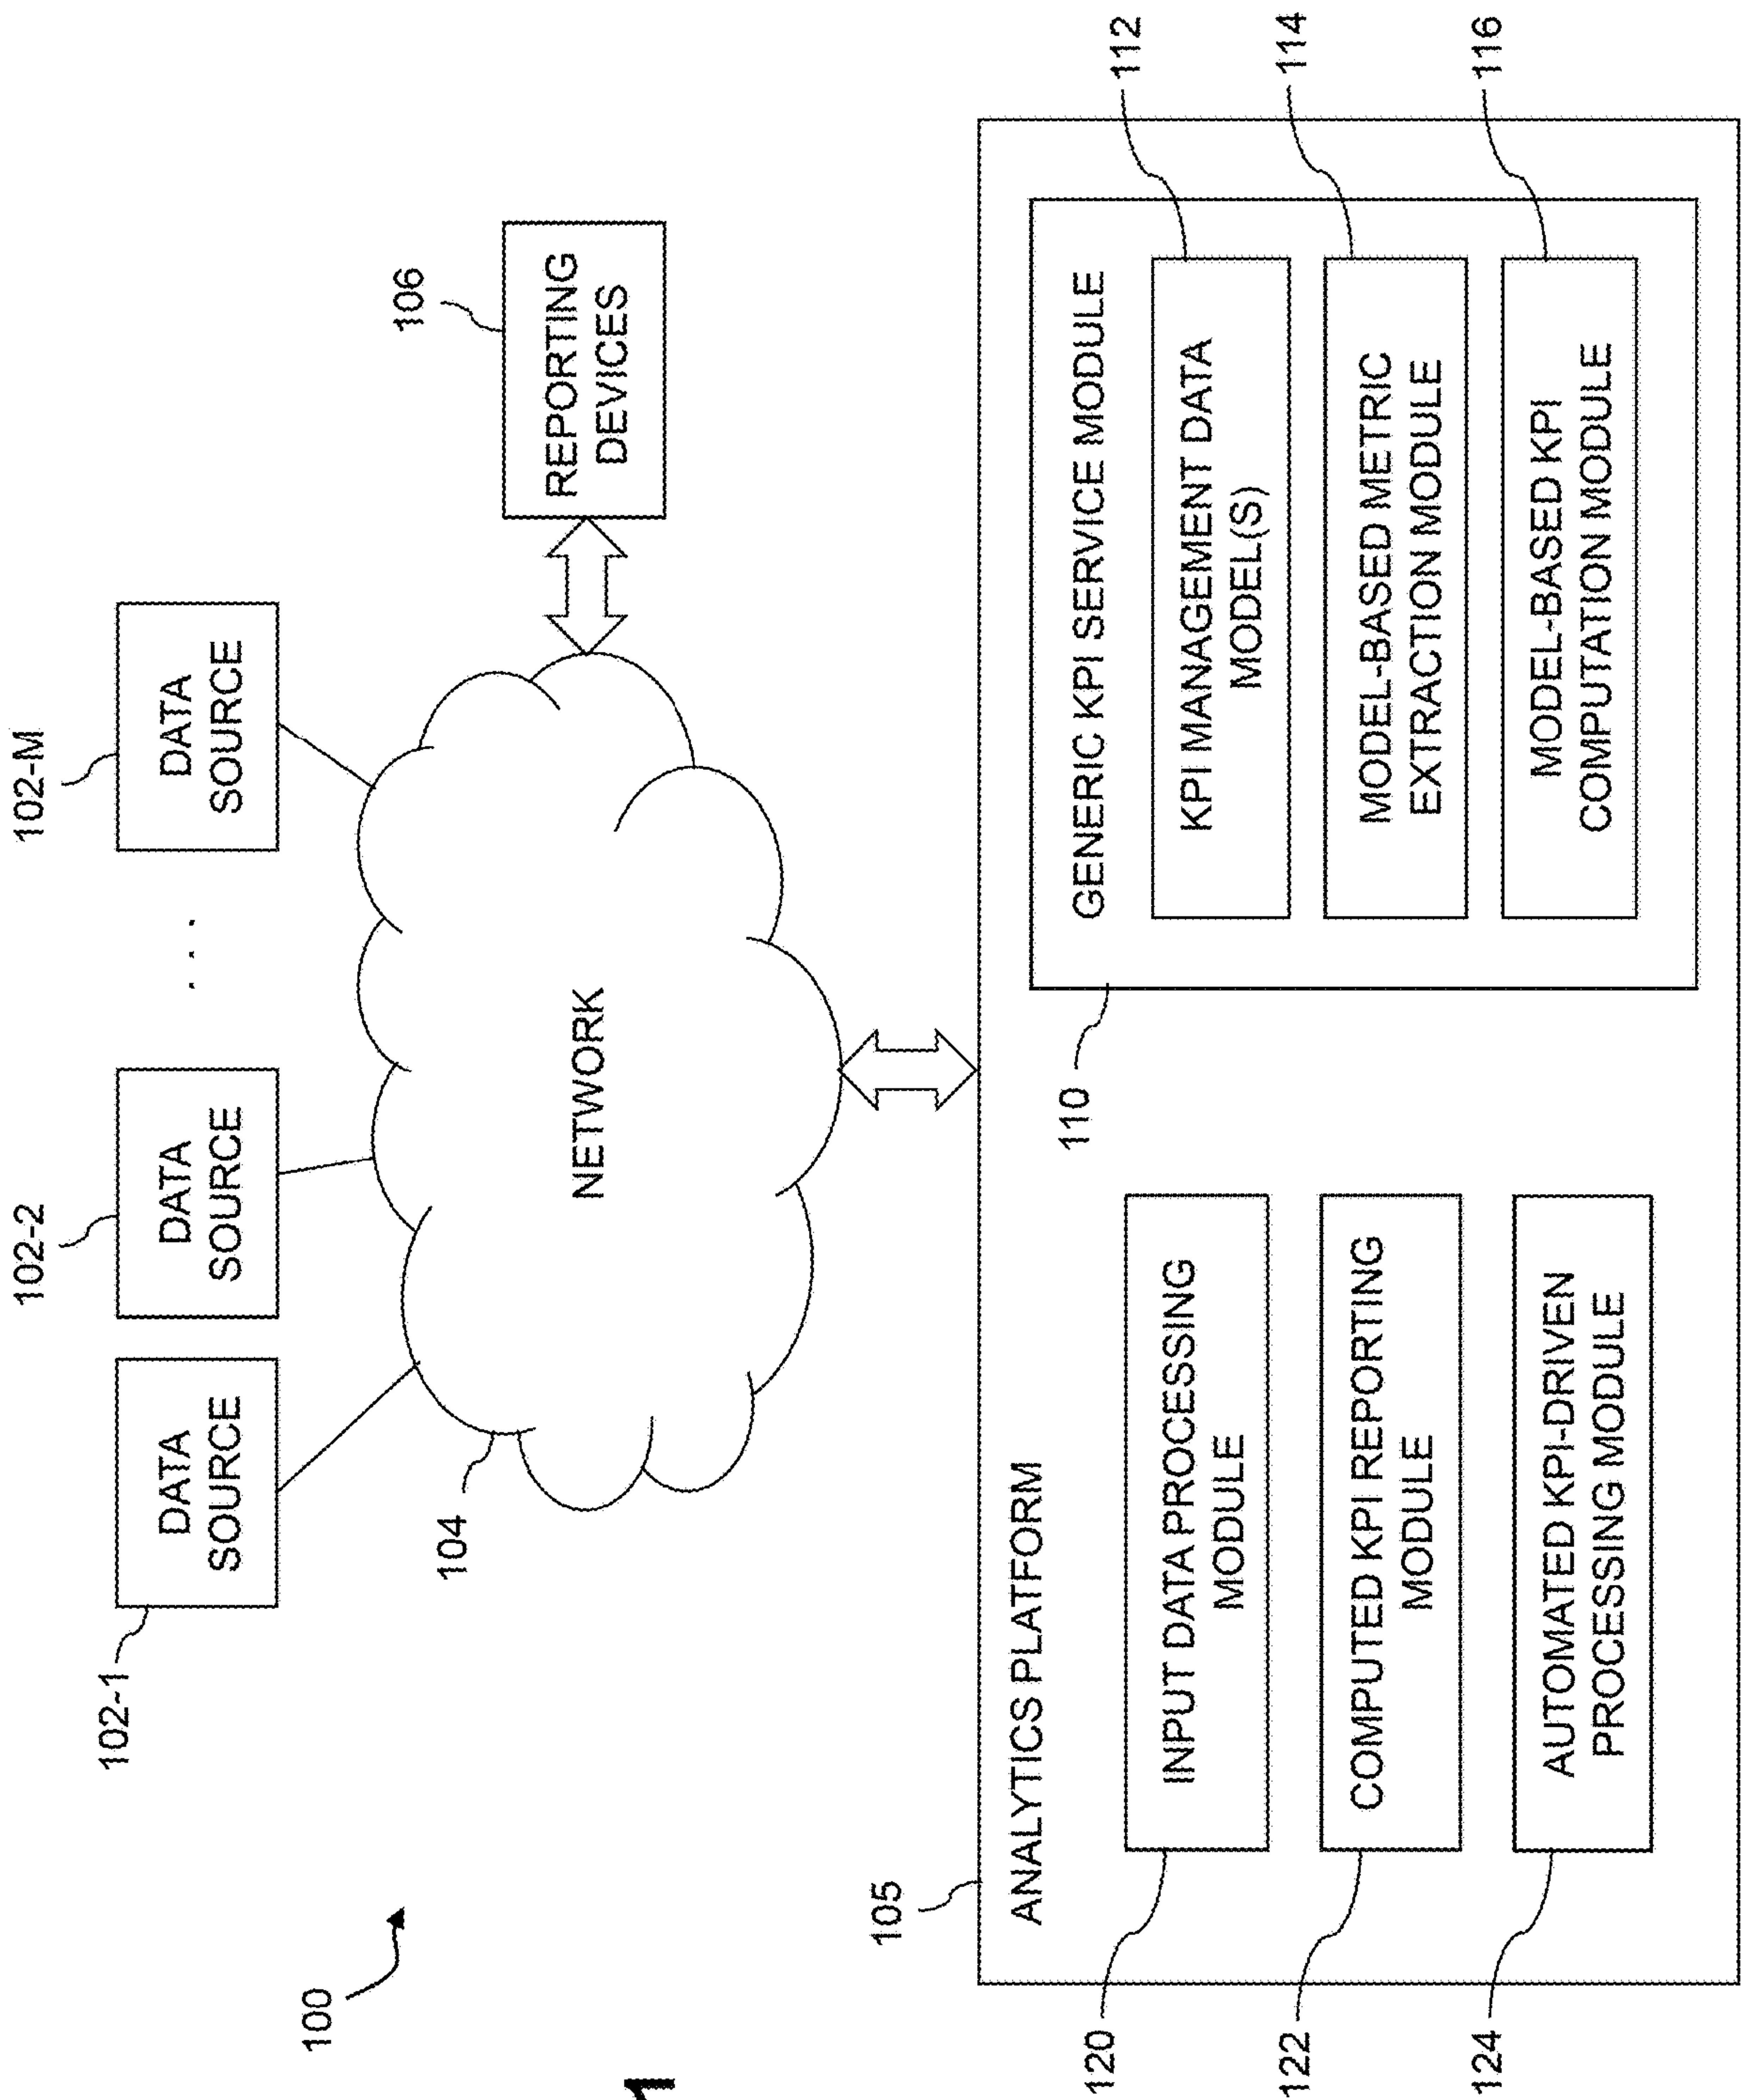 100
102-1
102-2
102-M
DATA
SOURCE
DATA
SOURCE
. . .
DATA
SOURCE
104
NETWORK
106
REPORTING
DEVICES
105
ANALYTICS PLATFORM
120
INPUT DATA PROCESSING
MODULE
122
COMPUTED KPI REPORTING
MODULE
124
AUTOMATED KPI-DRIVEN
PROCESSING MODULE
110
GENERIC KPI SERVICE MODULE
KPI MANAGEMENT DATA
MODEL(S)
112
MODEL-BASED METRIC
EXTRACTION MODULE
114
MODEL-BASED KPI
COMPUTATION MODULE
116
1